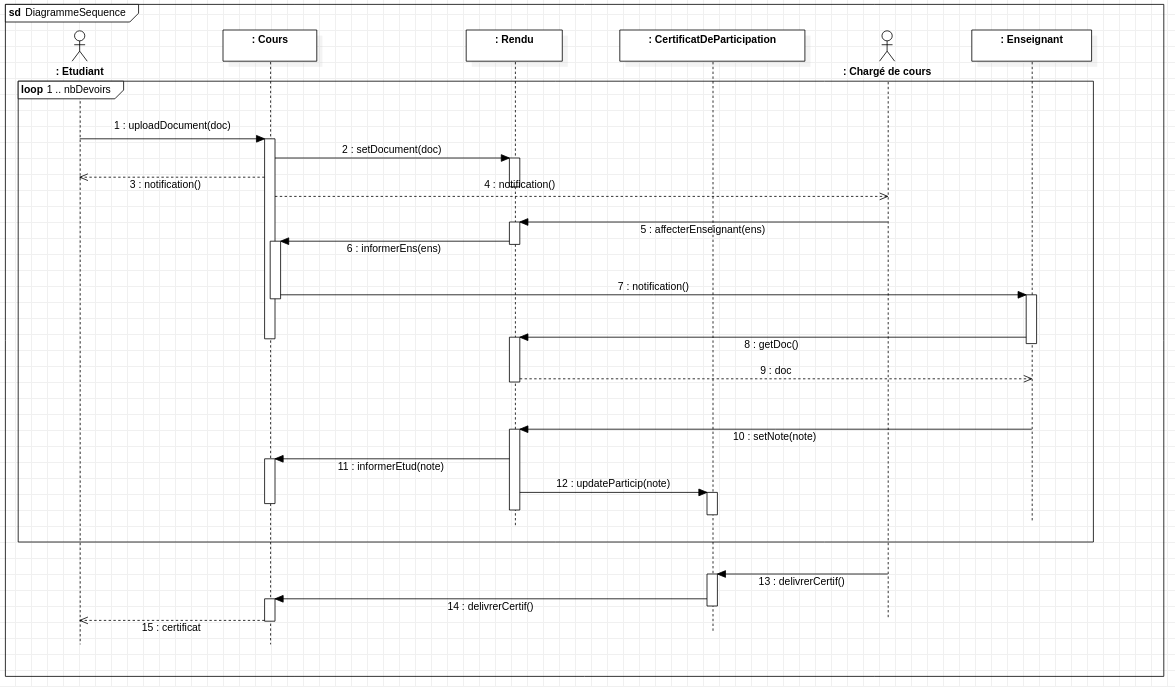 sd DiagrammeSequence
: Etudiant
: Cours
: Rendu
: CertificatDeParticipation
: Chargé de cours
: Enseignant
loop 1 .. nbDevoirs
1 : uploadDocument(doc)
2 : setDocument(doc)
3 : notification()
4 : notification()
5 : affecterEnseignant(ens)
6 : informerEns(ens)
7 : notification()
8 : getDoc()
9 : doc
10 : setNote(note)
11 : informerEtud(note)
12 : updateParticip(note)
13 : delivrerCertif()
14 : delivrerCertif()
15 : certificat